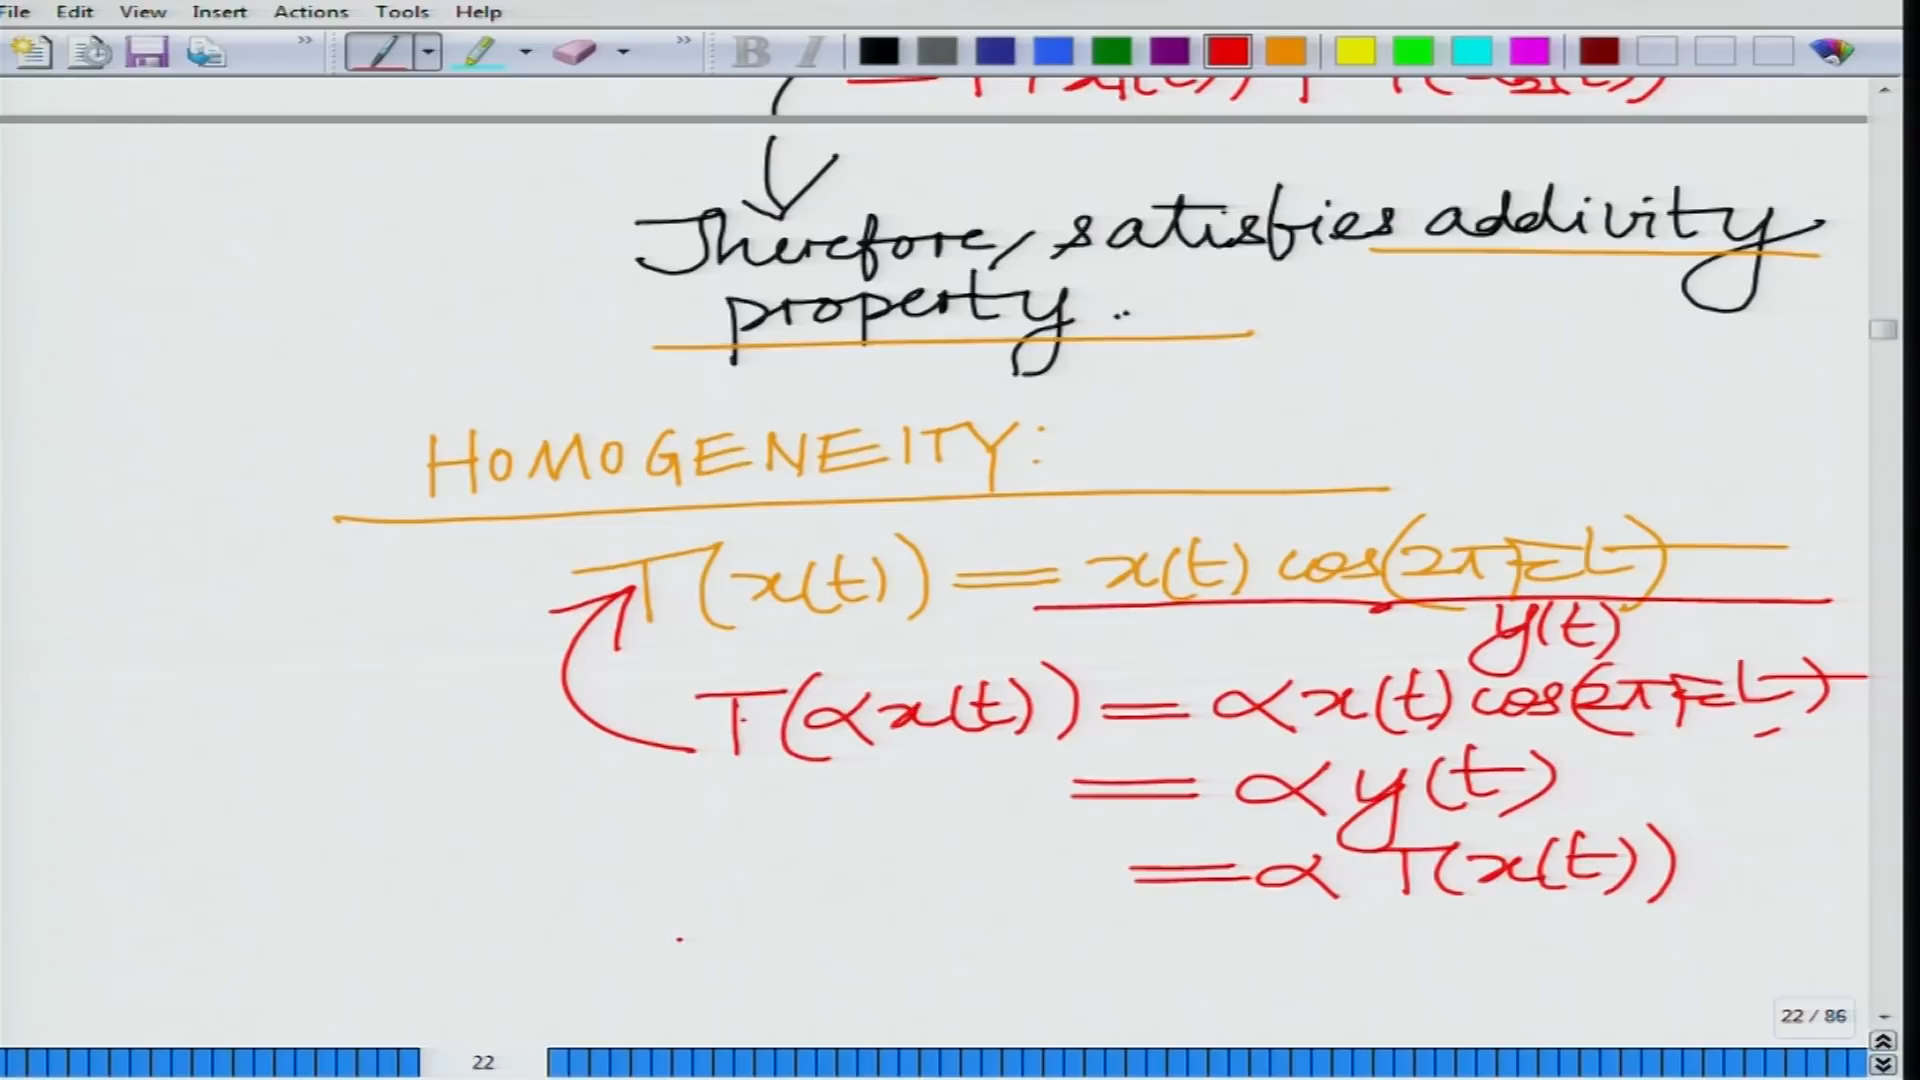 File Edit View Insert Actions Tools Help
B I
Therefore, satisfies addivity
property.
HOMOGENEITY:
T(x(t)) = x(t) cos(2πFct)
y(t)
T(αx(t)) = αx(t) cos(2πFct)
= αy(t)
= α T(x(t))
22 / 86
22